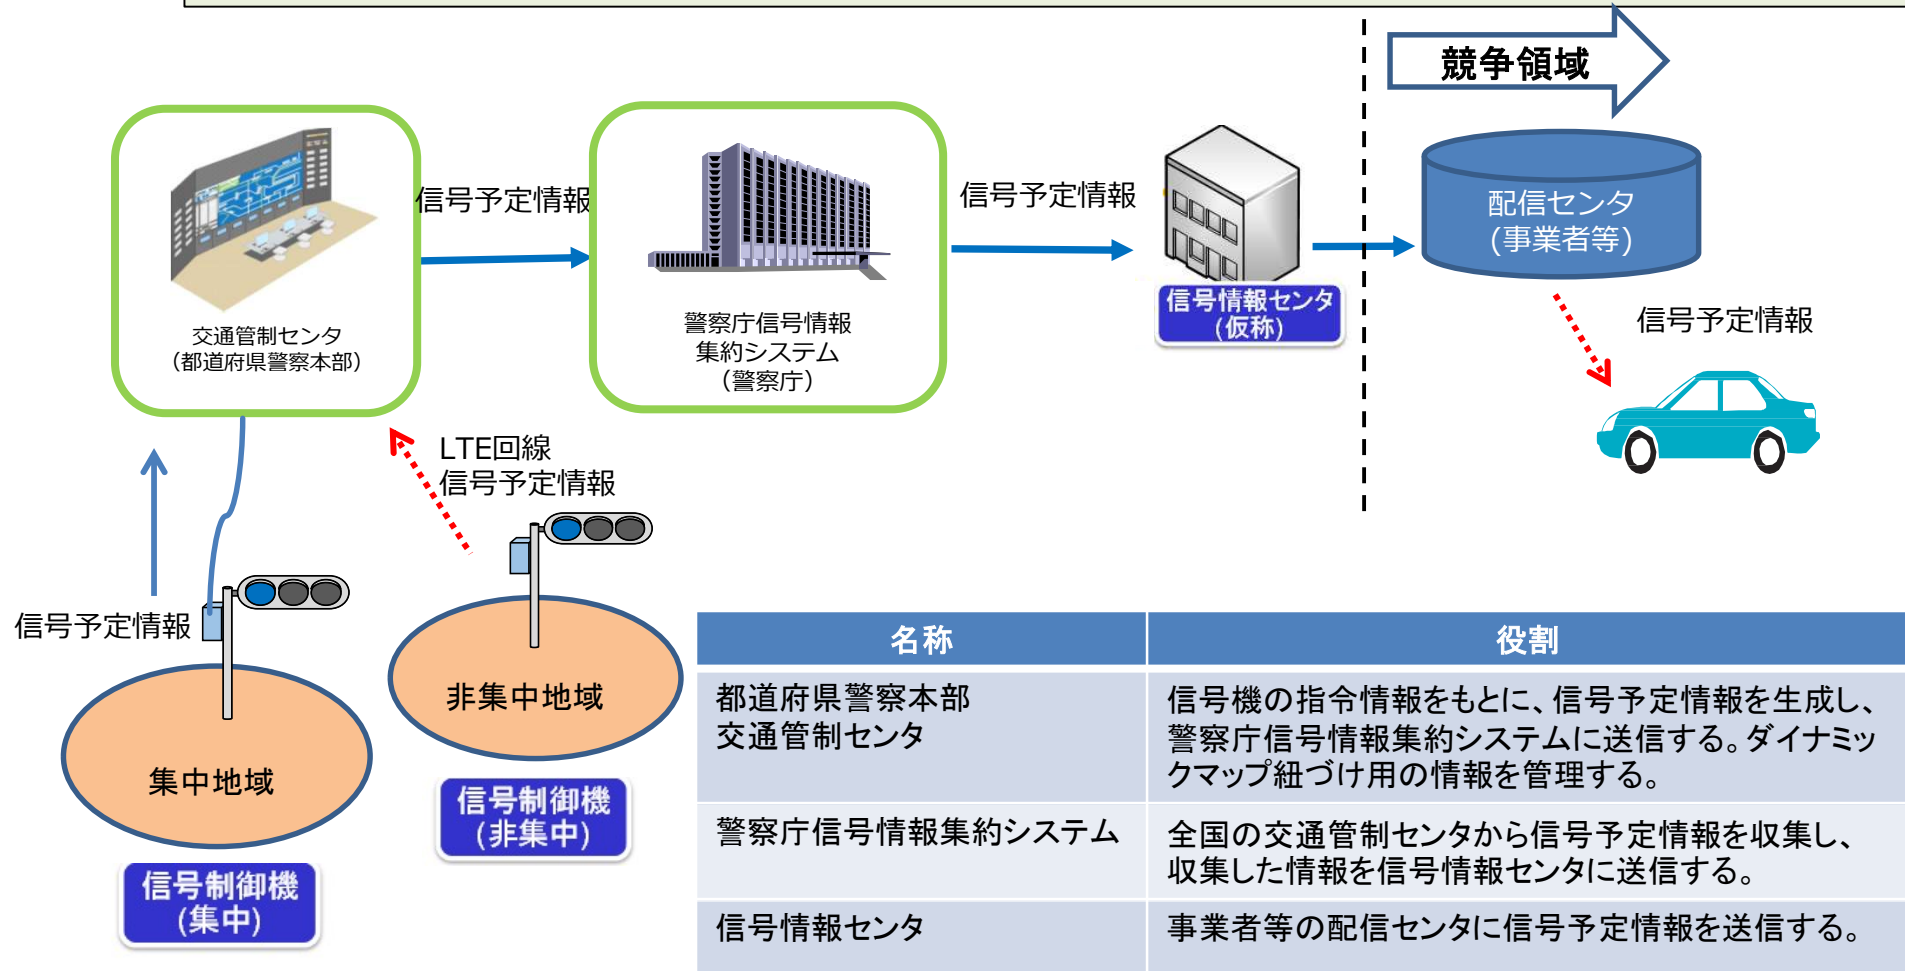 競争領域
信号予定情報
信号予定情報
配信センタ
(事業者等)
信号情報センタ
(仮称)
信号予定情報
交通管制センタ
(都道府県警察本部)
警察庁信号情報
集約システム
(警察庁)
LTE回線
信号予定情報
信号予定情報
集中地域
非集中地域
信号制御機
(非集中)
信号制御機
(集中)
名称
役割
都道府県警察本部
交通管制センタ
信号機の指令情報をもとに、信号予定情報を生成し、
警察庁信号情報集約システムに送信する。ダイナミッ
クマップ紐づけ用の情報を管理する。
警察庁信号情報集約システム
全国の交通管制センタから信号予定情報を収集し、
収集した情報を信号情報センタに送信する。
信号情報センタ
事業者等の配信センタに信号予定情報を送信する。